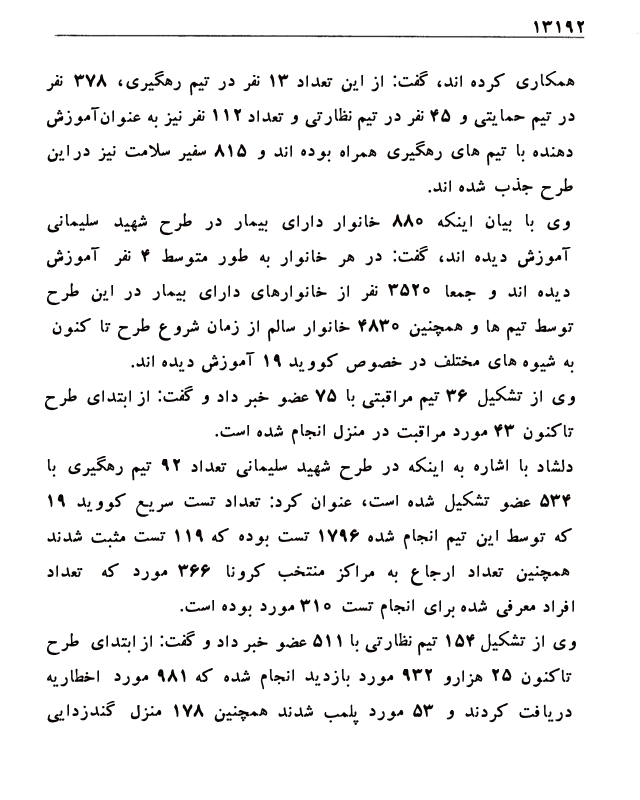 ۱۳۱۹۲
همکاری کرده اند، گفت: از این تعداد ۱۳ نفر در تیم رهگیری، ۳۷۸ نفر
در تیم حمایتی و ۴۵ نفر در تیم نظارتی و تعداد ۱۱۲ نفر نیز به عنوان آموزش
دهنده با تیم های رهگیری همراه بوده اند و ۸۱۵ سفیر سلامت نیز در این
طرح جذب شده اند.
وی با بیان اینکه ۸۸۰ خانوار دارای بیمار در طرح شهید سلیمانی
آموزش دیده اند، گفت: در هر خانوار به طور متوسط ۴ نفر آموزش
دیده اند و جمعا ۳۵۲۰ نفر از خانوارهای دارای بیمار در این طرح
توسط تیم ها و همچنین ۴۸۳۰ خانوار سالم از زمان شروع طرح تا کنون
به شیوه های مختلف در خصوص کووید ۱۹ آموزش دیده اند.
وی از تشکیل ۳۶ تیم مراقبتی با ۷۵ عضو خبر داد و گفت: از ابتدای طرح
تاکنون ۴۳ مورد مراقبت در منزل انجام شده است.
دلشاد با اشاره به اینکه در طرح شهید سلیمانی تعداد ۹۲ تیم رهگیری با
۵۳۴ عضو تشکیل شده است، عنوان کرد: تعداد تست سریع کووید ۱۹
که توسط این تیم انجام شده ۱۷۹۶ تست بوده که ۱۱۹ تست مثبت شدند
همچنین تعداد ارجاع به مراکز منتخب کرونا ۳۶۶ مورد که تعداد
افراد معرفی شده برای انجام تست ۳۱۰ مورد بوده است.
وی از تشکیل ۱۵۴ تیم نظارتی با ۵۱۱ عضو خبر داد و گفت: از ابتدای طرح
تاکنون ۲۵ هزارو ۹۳۲ مورد بازدید انجام شده که ۹۸۱ مورد اخطاریه
دریافت کردند و ۵۳ مورد پلمب شدند همچنین ۱۷۸ منزل گندزدایی